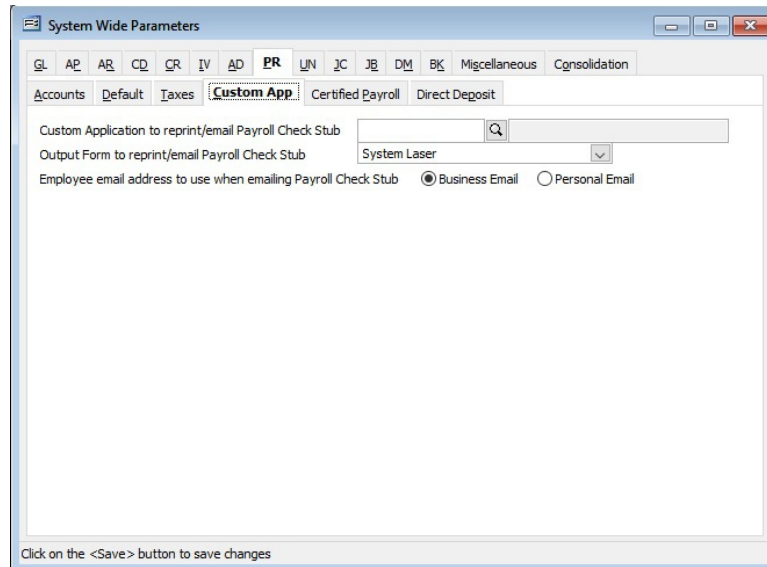 System Wide Parameters
GL AP AR CD CR IV AD PR UN JC JB DM BK Miscellaneous Consolidation
Accounts Default Taxes Custom App Certified Payroll Direct Deposit
Custom Application to reprint/email Payroll Check Stub
Output Form to reprint/email Payroll Check Stub System Laser
Employee email address to use when emailing Payroll Check Stub Business Email Personal Email
Click on the <Save> button to save changes